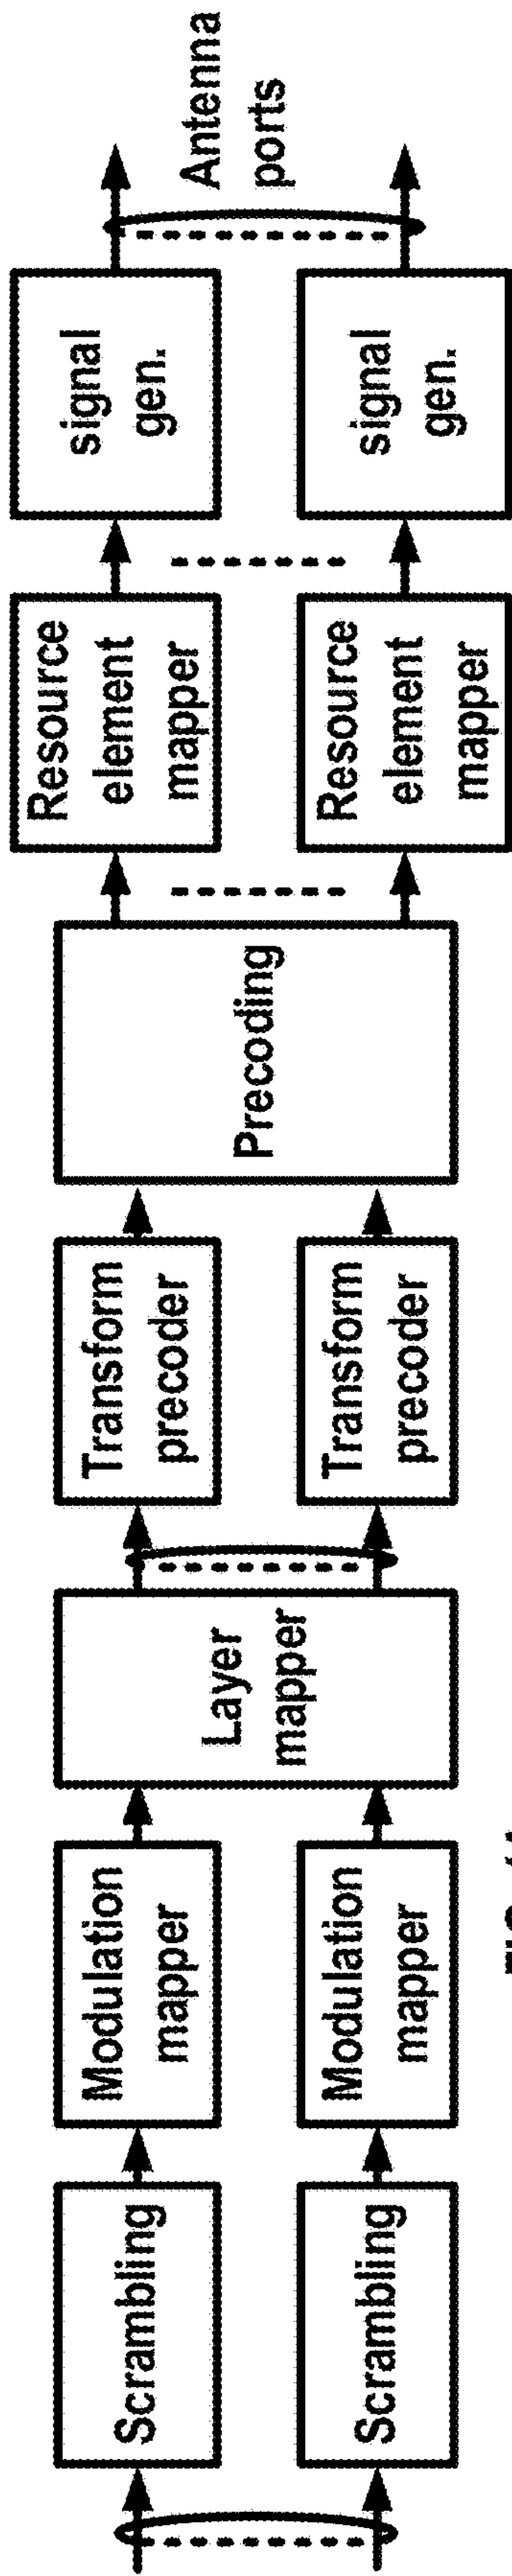 Scrambling
Scrambling
Modulation
mapper
Modulation
mapper
Layer
mapper
Transform
precoder
Transform
precoder
Precoding
Resource
element
mapper
Resource
element
mapper
signal
gen.
signal
gen.
Antenna
ports